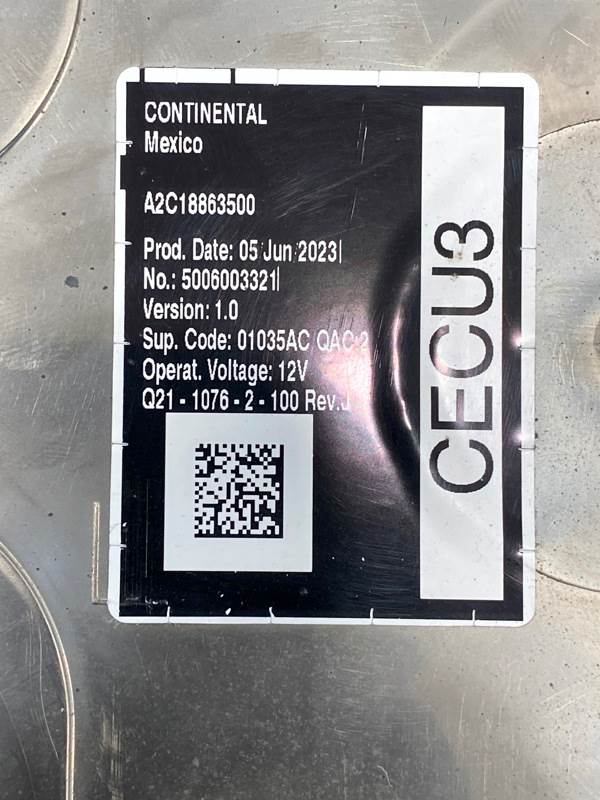 CONTINENTAL
Mexico
A2C18863500
Prod. Date: 05 Jun 2023|
No.: 5006003321|
Version: 1.0
Sup. Code: 01035AC QAC 2
Operat. Voltage: 12V
Q21 - 1076 - 2 - 100 Rev.J
CECU3